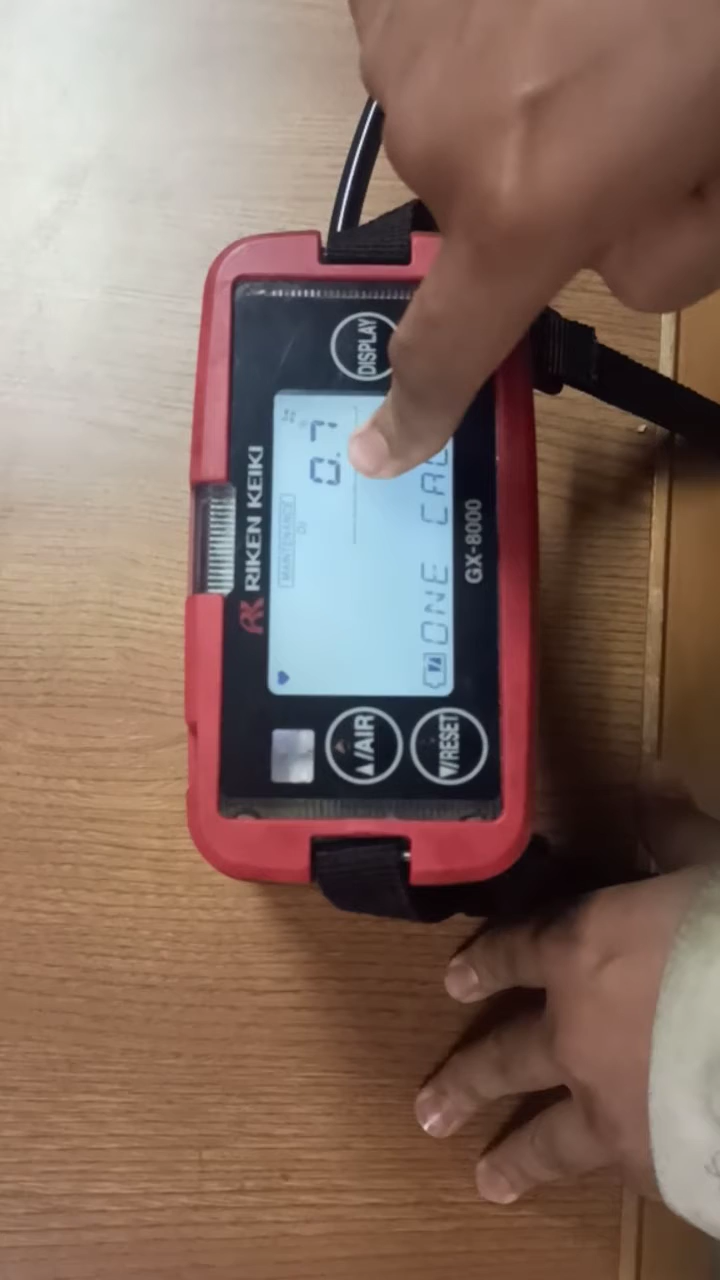 RIKEN KEIKI
MAINTENANCE
0.7
ONE CAL
DISPLAY
▲/AIR
▼/RESET
GX-8000